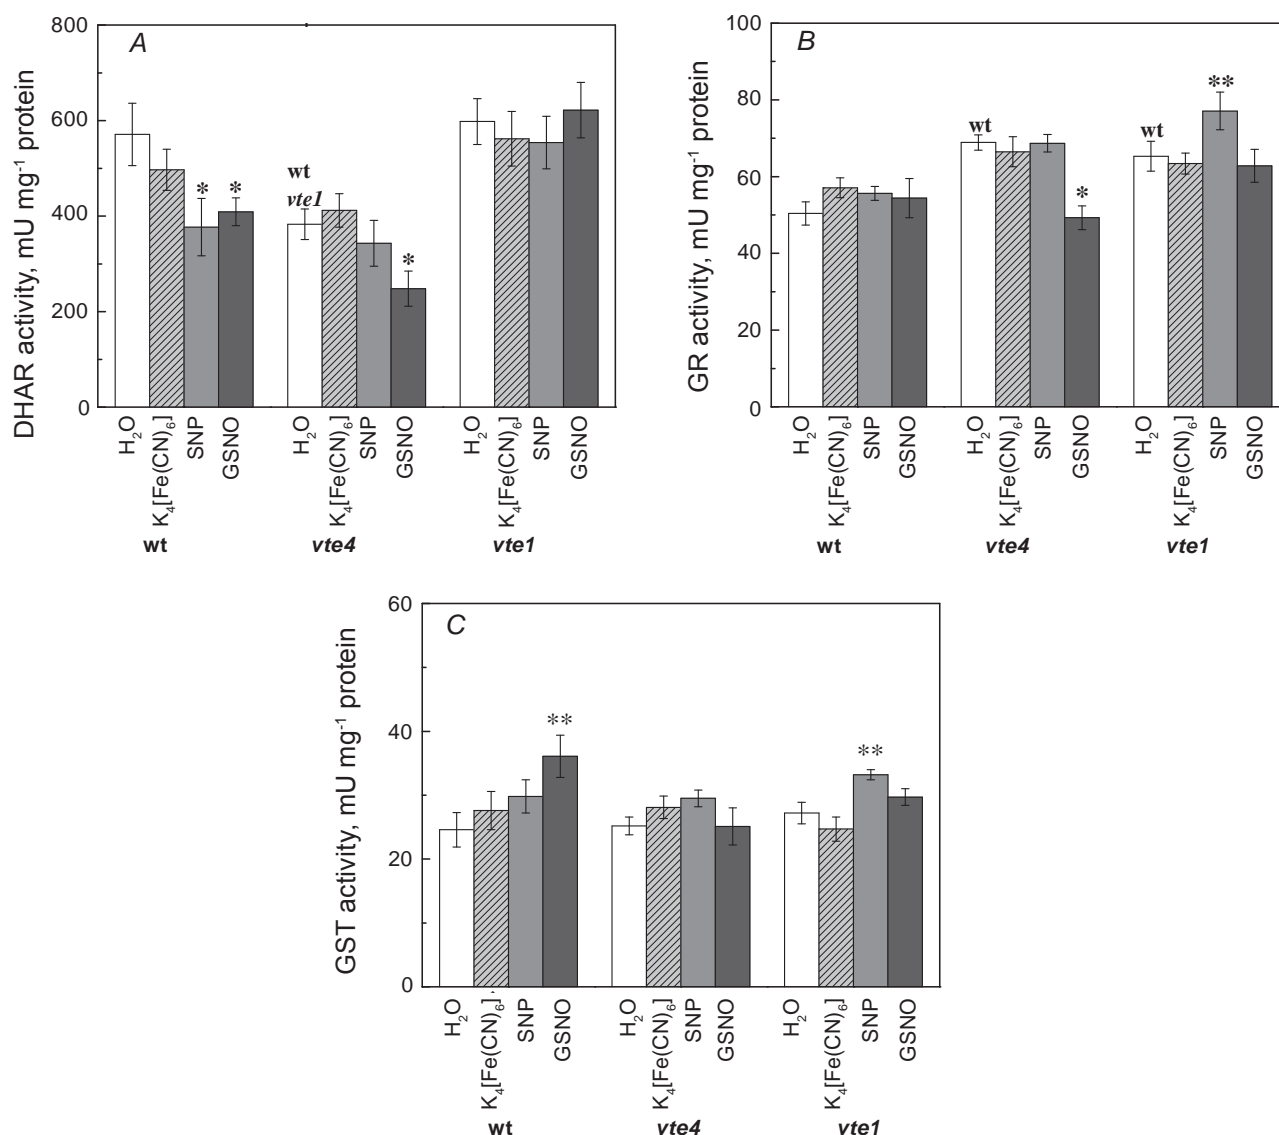 A
DHAR activity, mU mg⁻¹ protein
800
600
400
200
0
* *
wt
vte1
*
H₂O
K₄[Fe(CN)₆]
SNP
GSNO
H₂O
K₄[Fe(CN)₆]
SNP
GSNO
H₂O
K₄[Fe(CN)₆]
SNP
GSNO
wt vte4 vte1
B
GR activity, mU mg⁻¹ protein
100
80
60
40
20
0
wt
*
wt
**
H₂O
K₄[Fe(CN)₆]
SNP
GSNO
H₂O
K₄[Fe(CN)₆]
SNP
GSNO
H₂O
K₄[Fe(CN)₆]
SNP
GSNO
wt vte4 vte1
C
GST activity, mU mg⁻¹ protein
60
40
20
0
**
**
H₂O
K₄[Fe(CN)₆]
SNP
GSNO
H₂O
K₄[Fe(CN)₆]
SNP
GSNO
H₂O
K₄[Fe(CN)₆]
SNP
GSNO
wt vte4 vte1